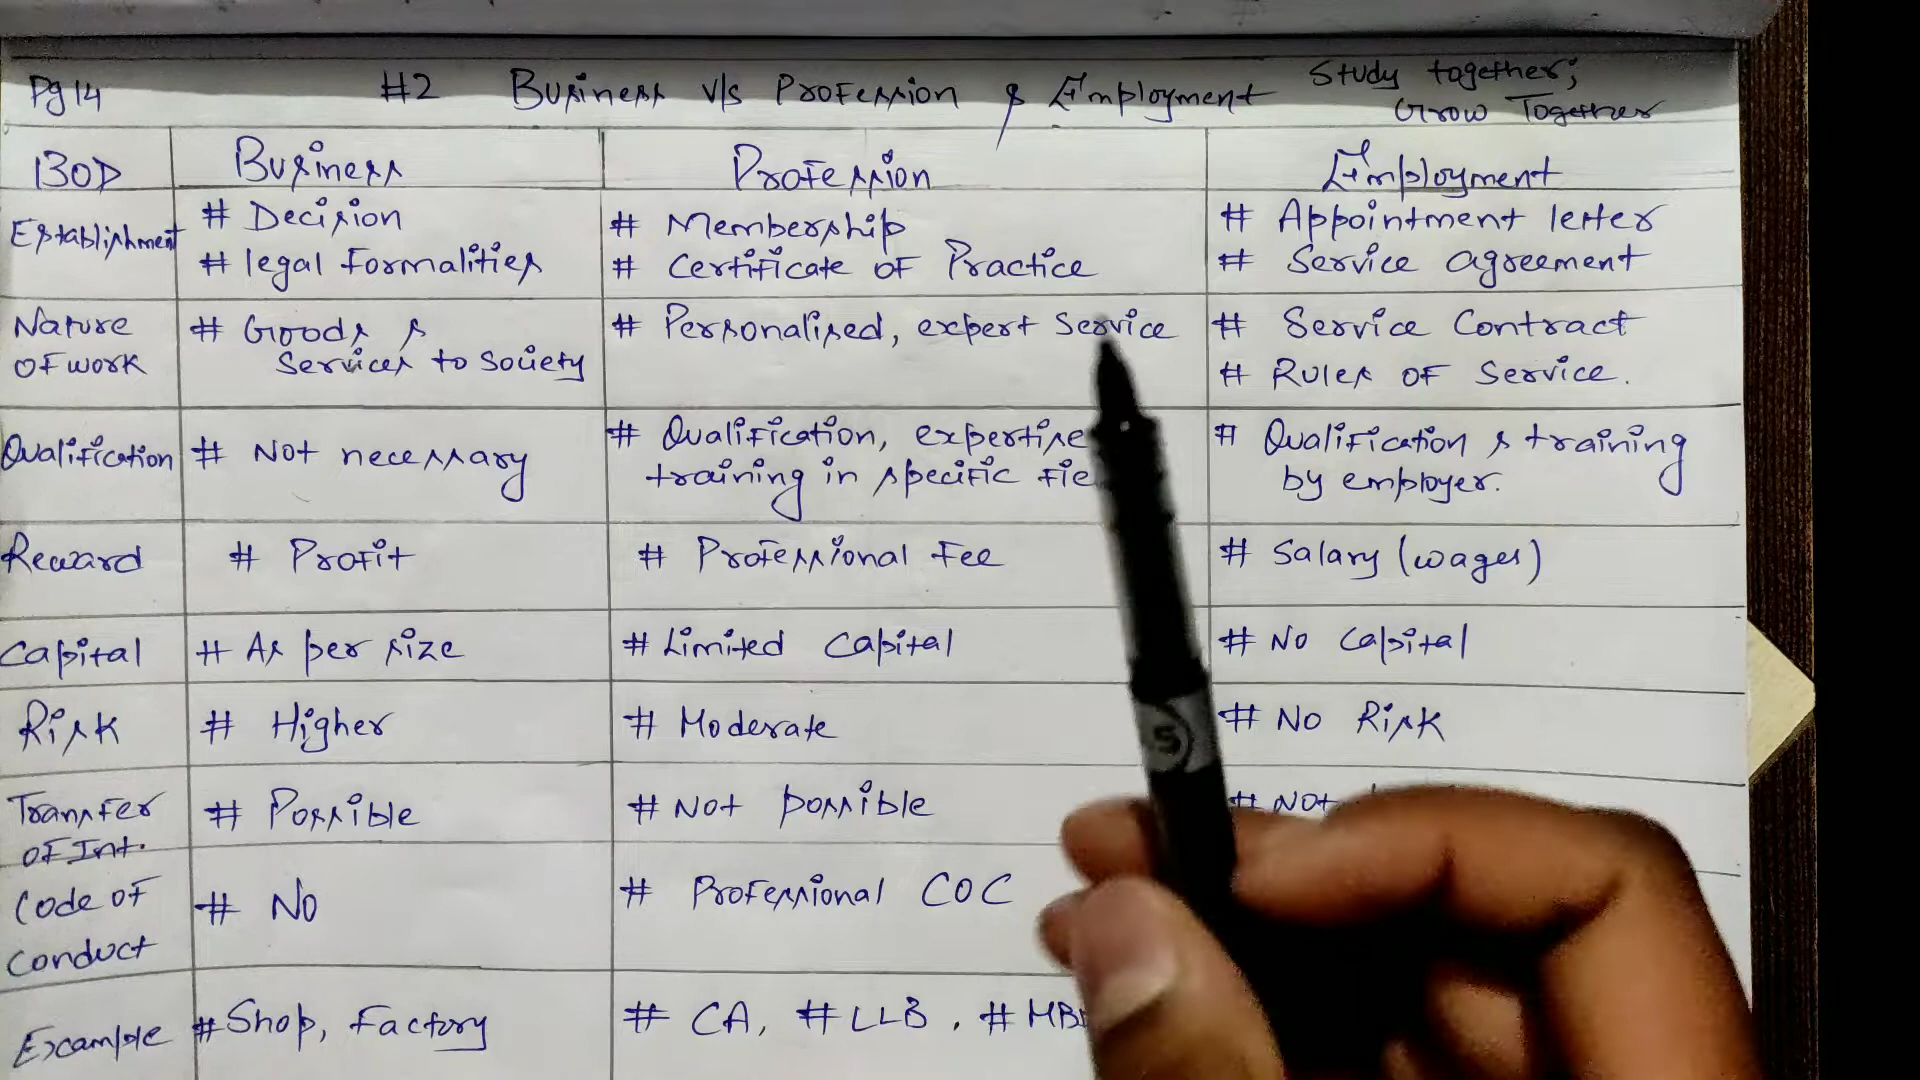 Pg 14 #2 Business v/s Profession & Employment Study together;
Grow Together
BOD Business Profession Employment
Establishment # Decision # Membership # Appointment letter
# legal formalities # Certificate of Practice # Service agreement
Nature # Goods & # Personalised, expert Service # Service Contract
of work Services to Society # Rules of Service.
Qualification # Not necessary # Qualification, expertise # Qualification & training
training in specific by employer.
Reward # Profit # Professional Fee # Salary (wages)
Capital # As per size # Limited Capital # No Capital
Risk # Higher # Moderate # No Risk
Transfer # Possible # Not possible # Not
of Int.
Code of # No # Professional COC
conduct
Example # Shop, Factory # CA, # LLB, #
S